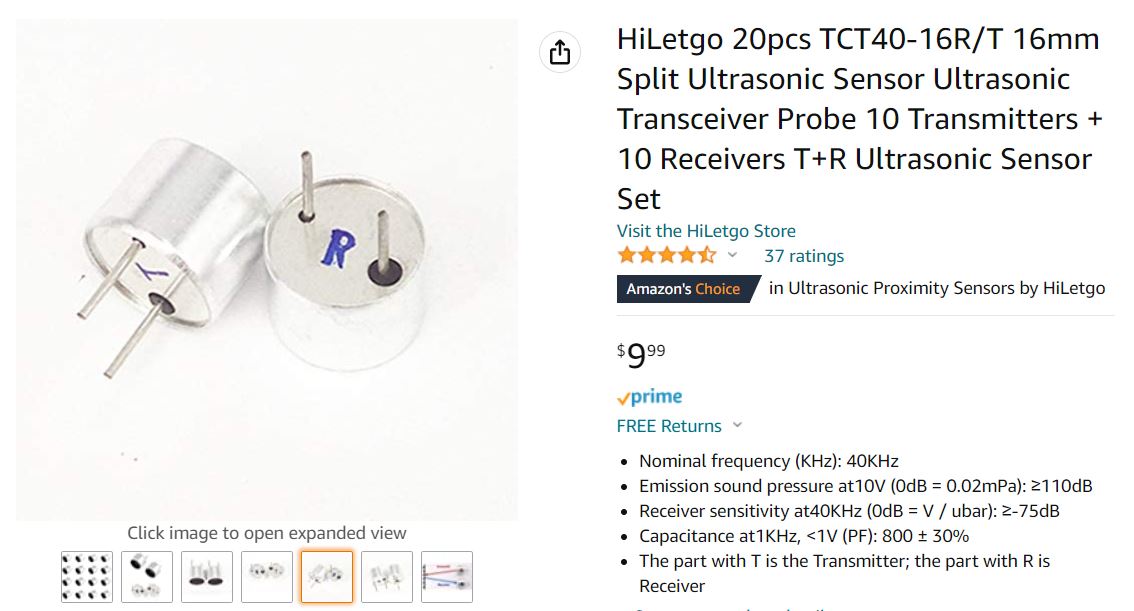 HiLetgo 20pcs TCT40-16R/T 16mm
Split Ultrasonic Sensor Ultrasonic
Transceiver Probe 10 Transmitters +
10 Receivers T+R Ultrasonic Sensor
Set
Visit the HiLetgo Store
37 ratings
Amazon's Choice in Ultrasonic Proximity Sensors by HiLetgo
$9 99
prime
FREE Returns
• Nominal frequency (KHz): 40KHz
• Emission sound pressure at10V (0dB = 0.02mPa): ≥110dB
• Receiver sensitivity at40KHz (0dB = V / ubar): ≥-75dB
• Capacitance at1KHz, <1V (PF): 800 ± 30%
• The part with T is the Transmitter; the part with R is
Receiver
R
Click image to open expanded view